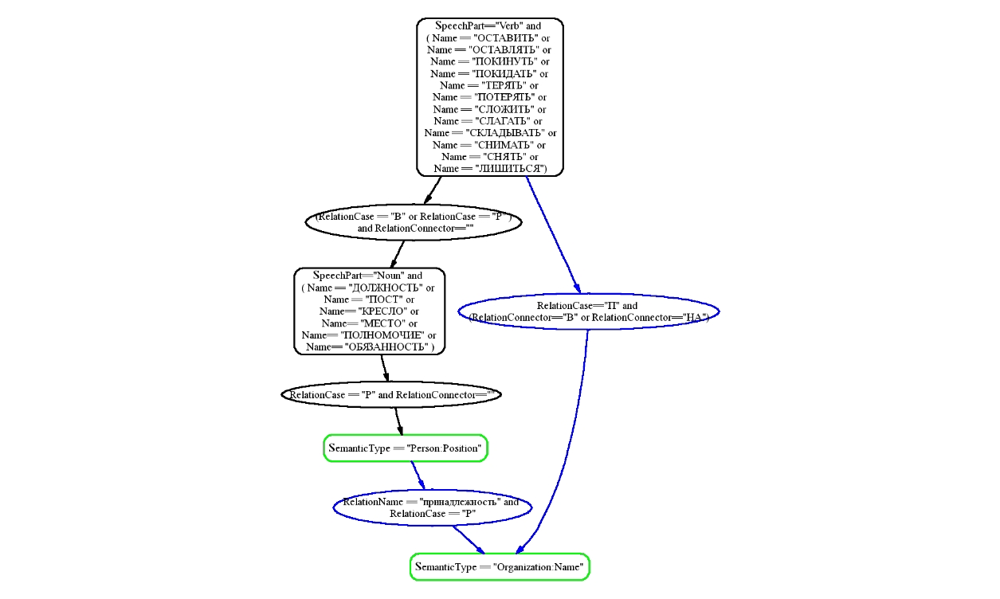 SpeechPart=="Verb" and
( Name == "ОСТАВИТЬ" or
Name == "ОСТАВЛЯТЬ" or
Name == "ПОКИНУТЬ" or
Name == "ПОКИДАТЬ" or
Name == "ТЕРЯТЬ" or
Name == "ПОТЕРЯТЬ" or
Name == "СЛОЖИТЬ" or
Name == "СЛАГАТЬ" or
Name == "СКЛАДЫВАТЬ" or
Name == "СНИМАТЬ" or
Name == "СНЯТЬ" or
Name == "ЛИШИТЬСЯ")
(RelationCase == "В" or RelationCase == "Р" )
and RelationConnector==""
SpeechPart=="Noun" and
( Name == "ДОЛЖНОСТЬ" or
Name == "ПОСТ" or
Name== "КРЕСЛО" or
Name== "МЕСТО" or
Name== "ПОЛНОМОЧИЕ" or
Name== "ОБЯЗАННОСТЬ" )
RelationCase=="П" and
(RelationConnector=="В" or RelationConnector=="НА")
RelationCase == "Р" and RelationConnector==""
SemanticType == "Person:Position"
RelationName == "принадлежность" and
RelationCase == "Р"
SemanticType == "Organization:Name"